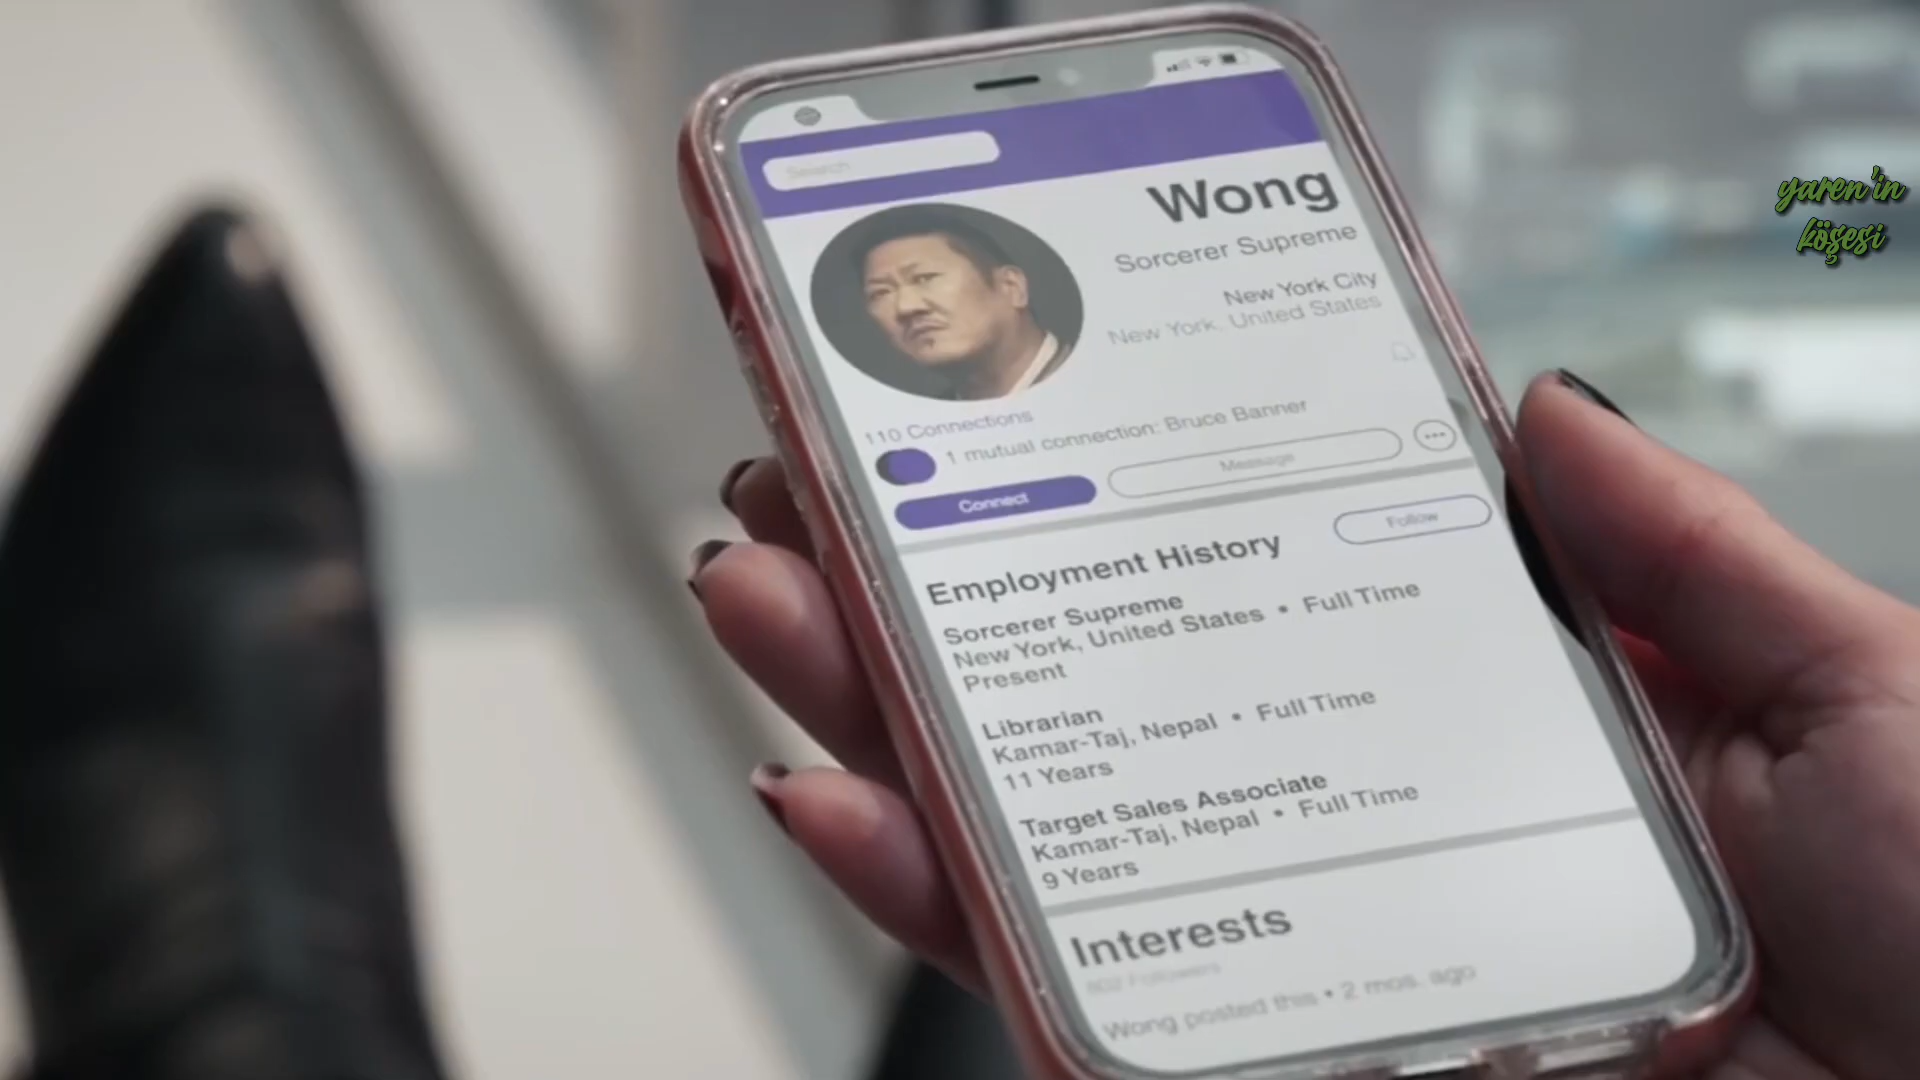 Search
Wong
Sorcerer Supreme
New York City
New York, United States
110 Connections
1 mutual connection: Bruce Banner
Connect
Message
Follow
Employment History
Sorcerer Supreme
New York, United States • Full Time
Present
Librarian
Kamar-Taj, Nepal • Full Time
11 Years
Target Sales Associate
Kamar-Taj, Nepal • Full Time
9 Years
Interests
802 Followers
Wong posted this • 2 mos. ago
yaren'in
köşesi